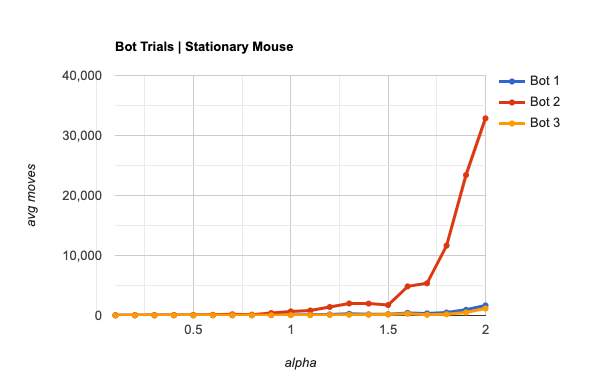 Bot Trials | Stationary Mouse
40,000
30,000
20,000
10,000
0
avg moves
0.5
1
1.5
2
alpha
Bot 1
Bot 2
Bot 3